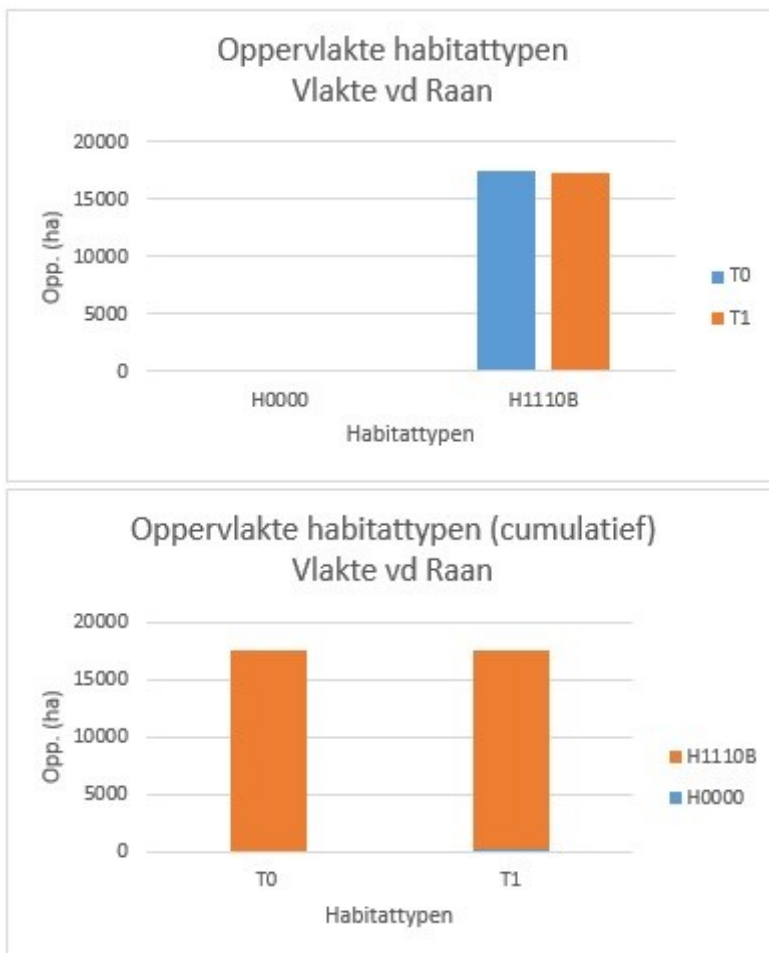 Oppervlakte habitattypen
Vlakte vd Raan
20000
15000
10000
5000
0
Opp. (ha)
H0000
H1110B
Habitattypen
T0
T1
Oppervlakte habitattypen (cumulatief)
Vlakte vd Raan
20000
15000
10000
5000
0
Opp. (ha)
T0
T1
Habitattypen
H1110B
H0000